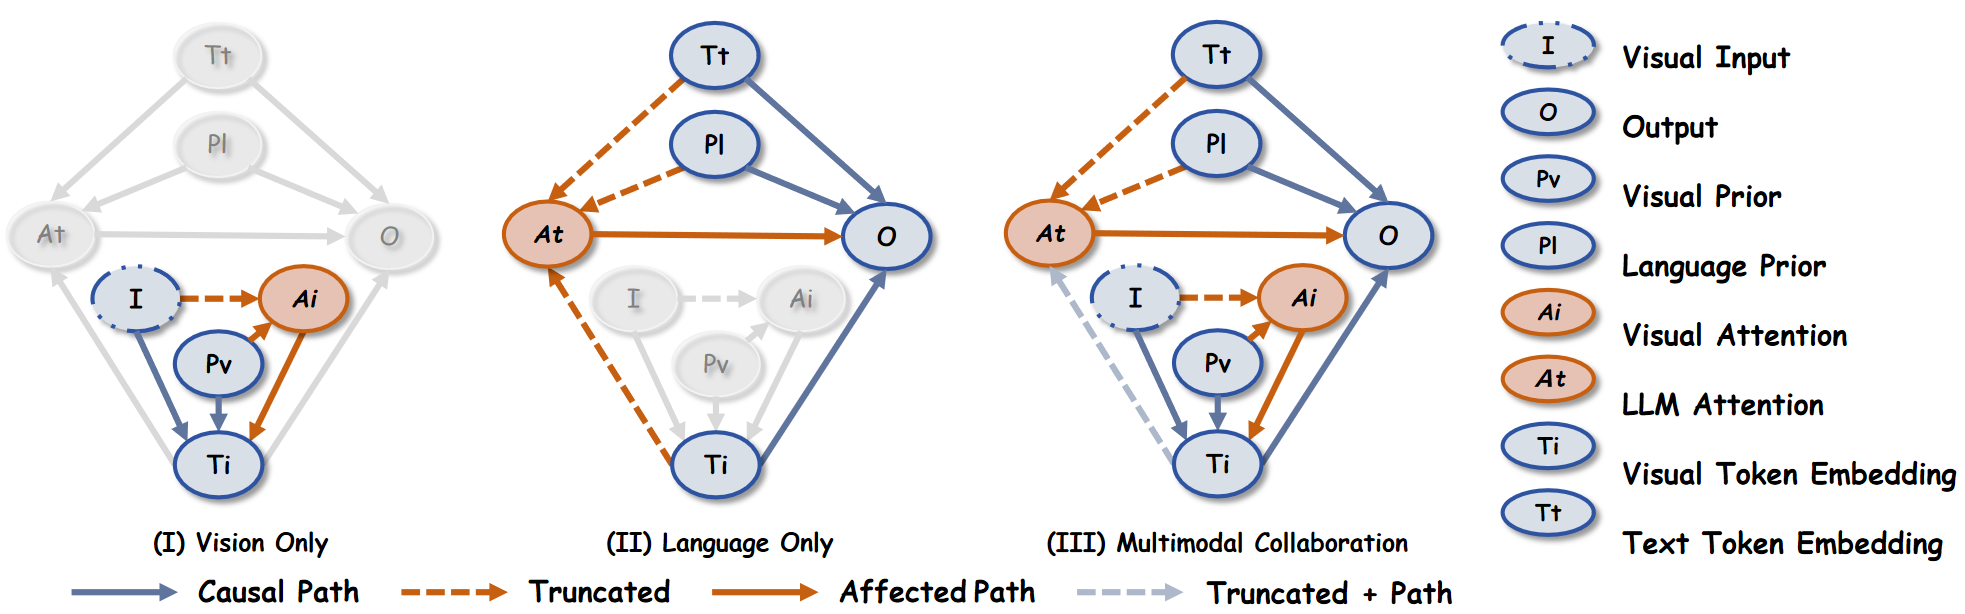 Tt
Pl
At
O
I
Ai
Pv
Ti
(I) Vision Only
Tt
Pl
At
O
I
Ai
Pv
Ti
(II) Language Only
Tt
Pl
At
O
I
Ai
Pv
Ti
(III) Multimodal Collaboration
I Visual Input
O Output
Pv Visual Prior
Pl Language Prior
Ai Visual Attention
At LLM Attention
Ti Visual Token Embedding
Tt Text Token Embedding
Causal Path
Truncated
Affected Path
Truncated + Path